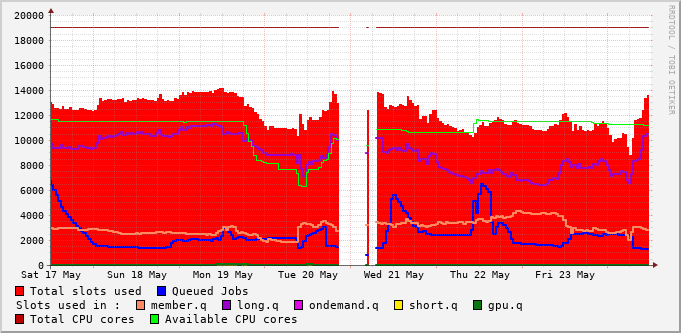 RRDTOOL / TOBI OETIKER
20000
18000
16000
14000
12000
10000
8000
6000
4000
2000
0
Sat 17 May Sun 18 May Mon 19 May Tue 20 May Wed 21 May Thu 22 May Fri 23 May
Total slots used Queued Jobs
Slots used in : member.q long.q ondemand.q short.q gpu.q
Total CPU cores Available CPU cores